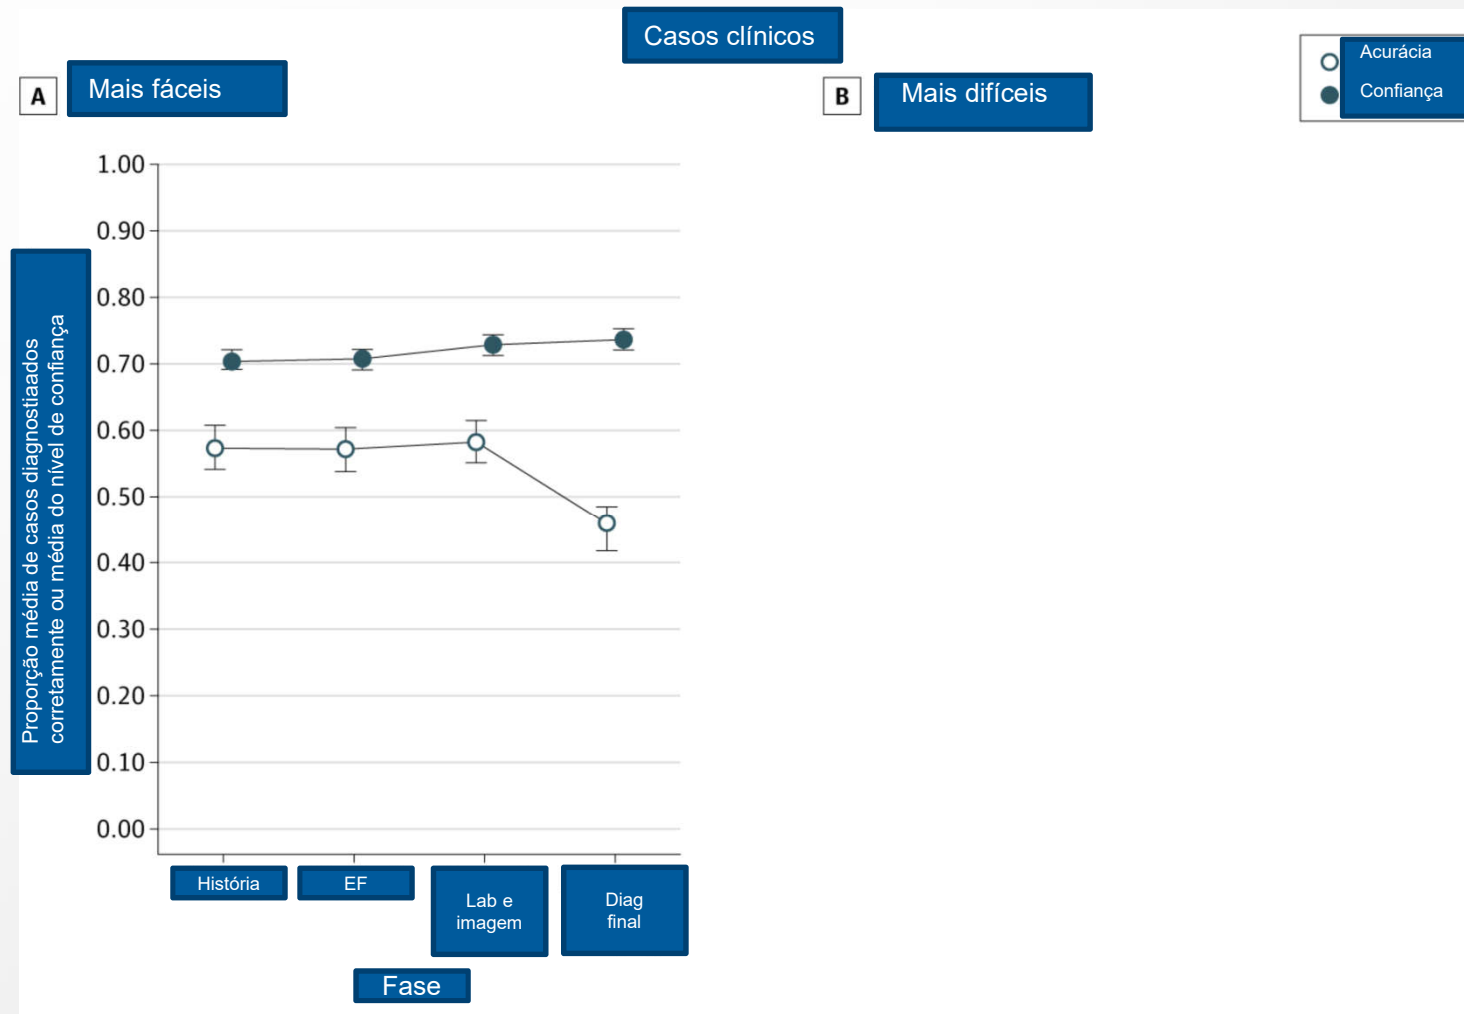 Casos clínicos
A
Mais fáceis
B
Mais difíceis
Acurácia
Confiança
1.00
0.90
0.80
0.70
0.60
0.50
0.40
0.30
0.20
0.10
0.00
Proporção média de casos diagnostiaados
corretamente ou média do nível de confiança
História
EF
Lab e
imagem
Diag
final
Fase